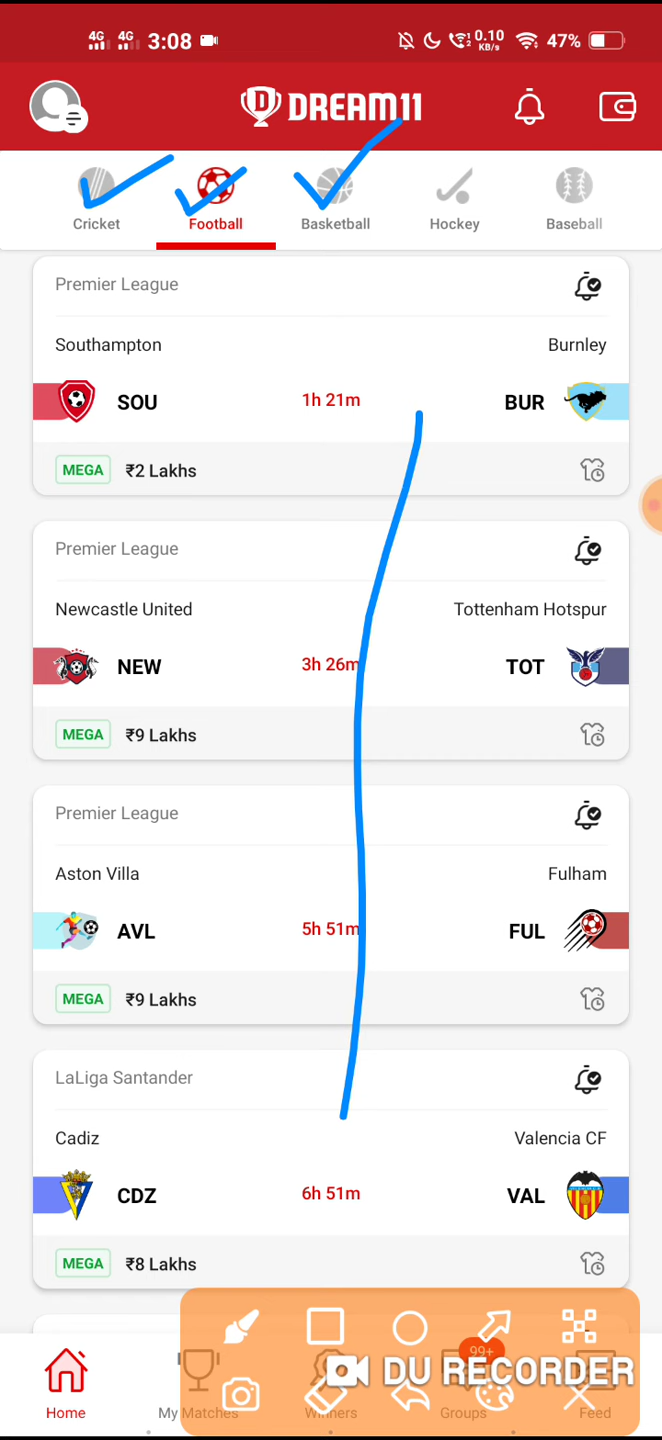 4G 4G 3:08 0.10 KB/s 47%
DREAM11
Cricket Football Basketball Hockey Baseball
Premier League
Southampton Burnley
SOU 1h 21m BUR
MEGA ₹2 Lakhs
Premier League
Newcastle United Tottenham Hotspur
NEW 3h 26m TOT
MEGA ₹9 Lakhs
Premier League
Aston Villa Fulham
AVL 5h 51m FUL
MEGA ₹9 Lakhs
LaLiga Santander
Cadiz Valencia CF
CDZ 6h 51m VAL
MEGA ₹8 Lakhs
99+
DU RECORDER
Home My Matches Winners Groups Feed